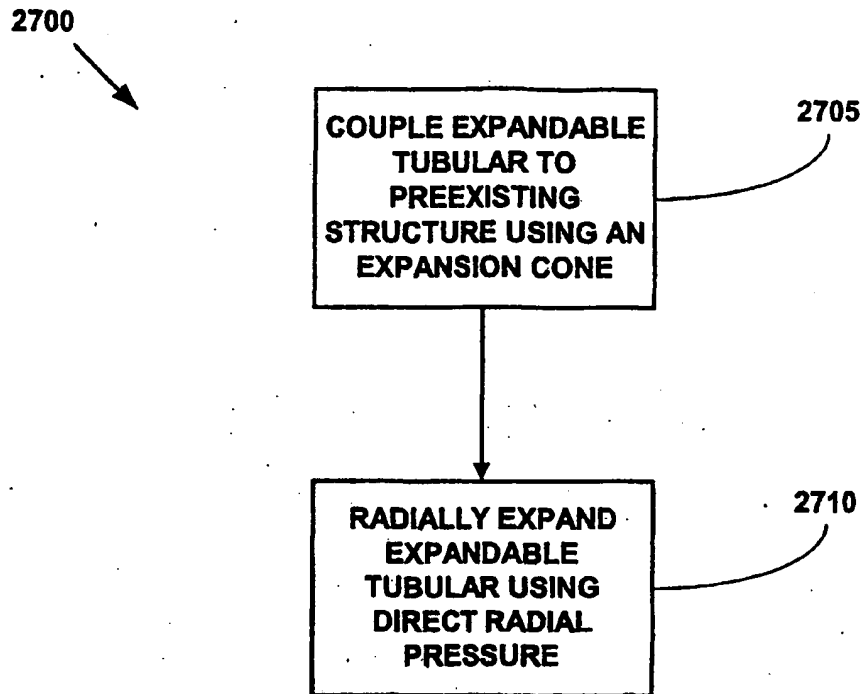 2700
COUPLE EXPANDABLE
TUBULAR TO
PREEXISTING
STRUCTURE USING AN
EXPANSION CONE
2705
RADIALLY EXPAND
EXPANDABLE
TUBULAR USING
DIRECT RADIAL
PRESSURE
2710